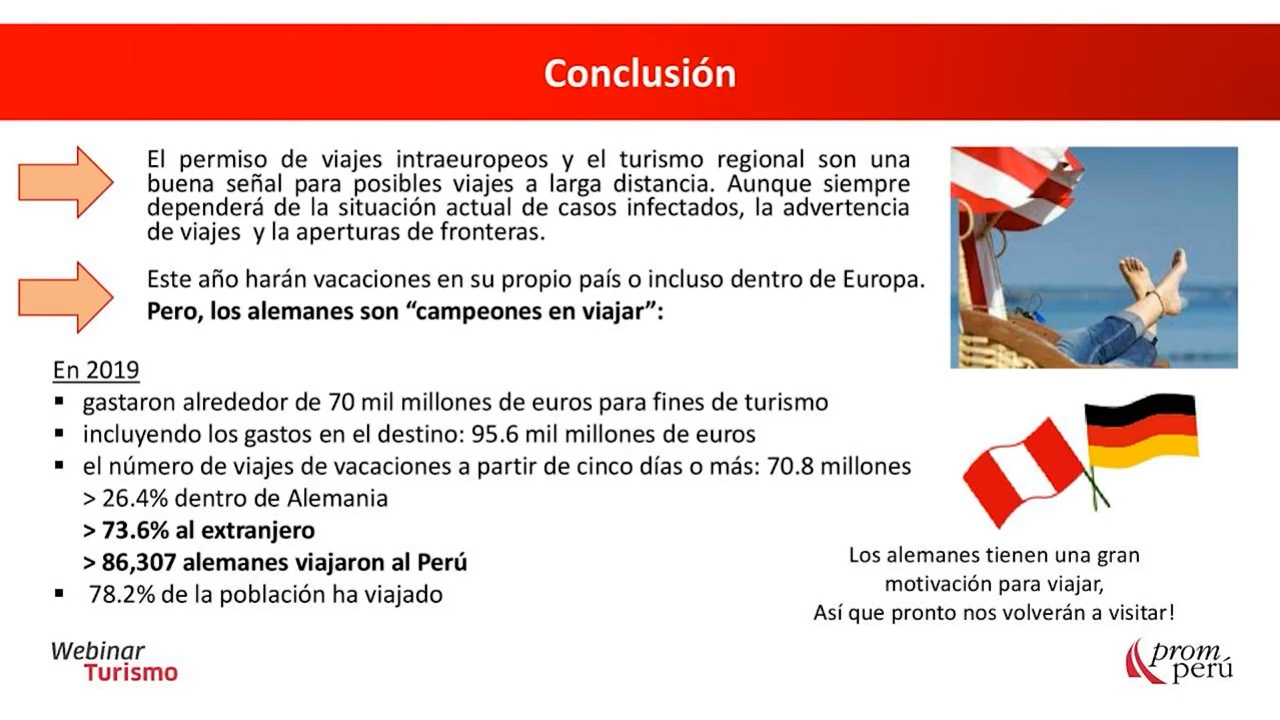 Conclusión
El permiso de viajes intraeuropeos y el turismo regional son una
buena señal para posibles viajes a larga distancia. Aunque siempre
dependerá de la situación actual de casos infectados, la advertencia
de viajes y la aperturas de fronteras.
Este año harán vacaciones en su propio país o incluso dentro de Europa.
Pero, los alemanes son “campeones en viajar”:
En 2019
▪ gastaron alrededor de 70 mil millones de euros para fines de turismo
▪ incluyendo los gastos en el destino: 95.6 mil millones de euros
▪ el número de viajes de vacaciones a partir de cinco días o más: 70.8 millones
> 26.4% dentro de Alemania
> 73.6% al extranjero
> 86,307 alemanes viajaron al Perú
▪ 78.2% de la población ha viajado
Los alemanes tienen una gran
motivación para viajar,
Así que pronto nos volverán a visitar!
Webinar
Turismo
prom
perú